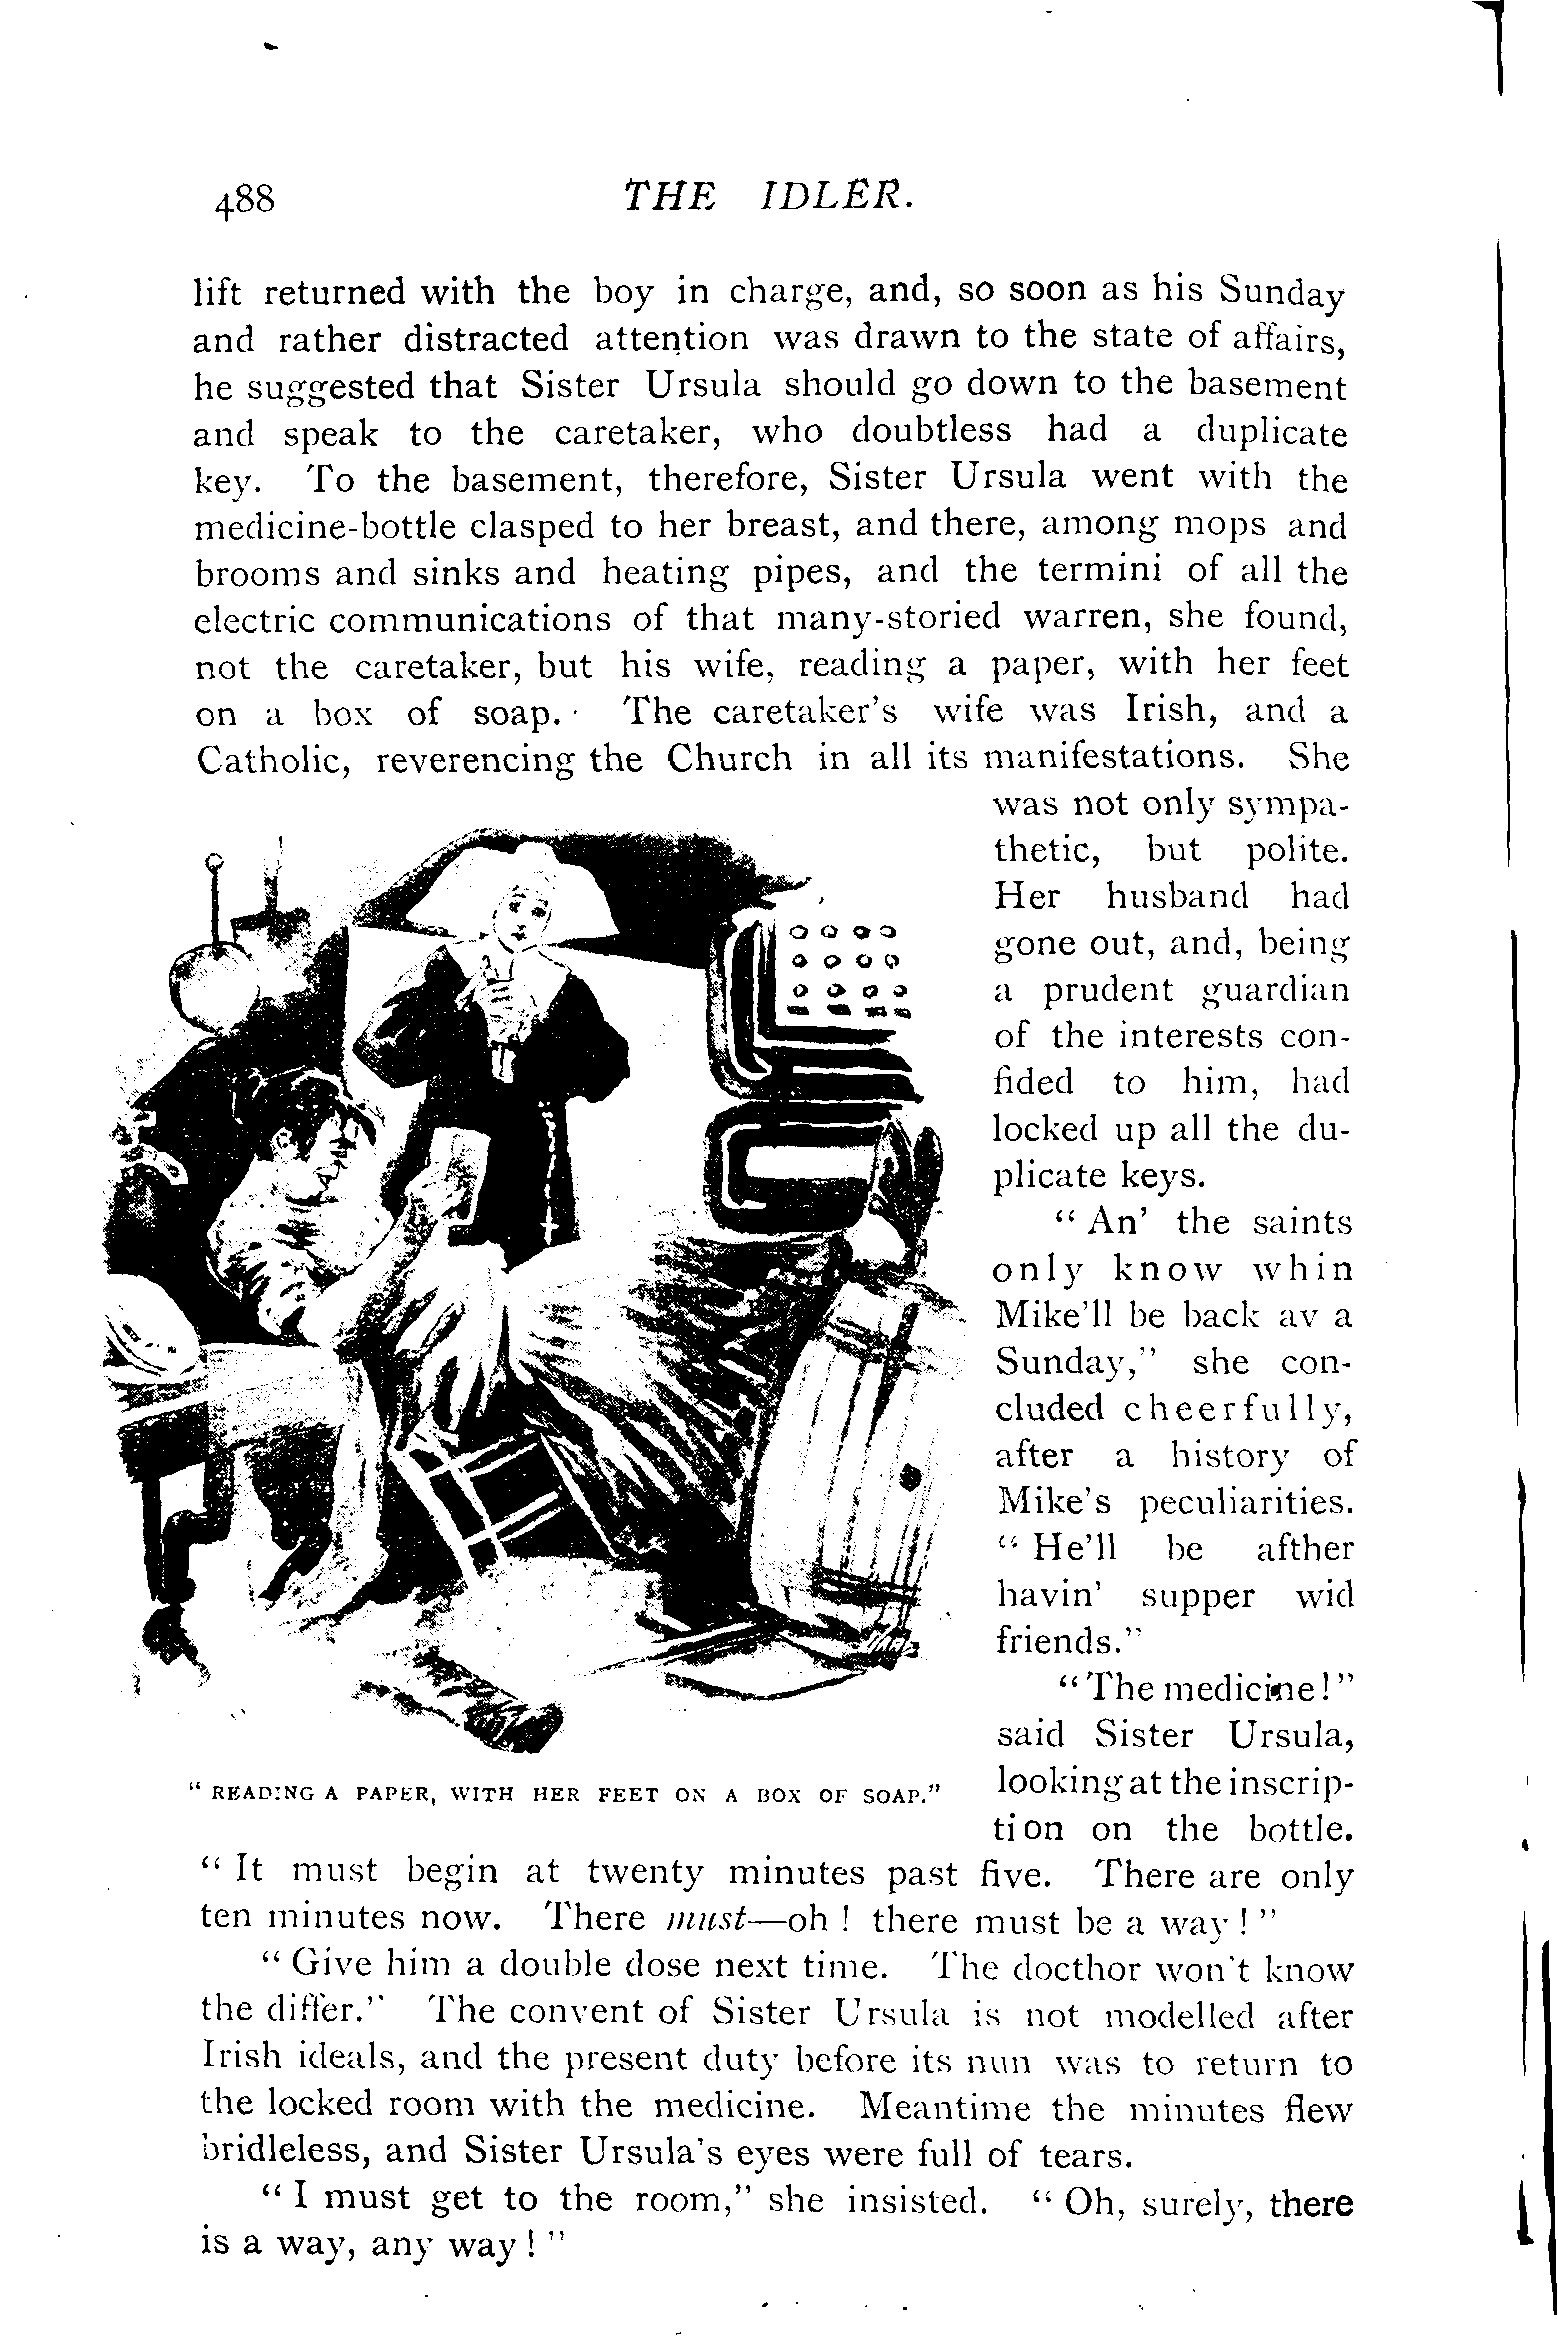 488 THE IDLER.
lift returned with the boy in charge, and, so soon as his Sunday
and rather distracted attention was drawn to the state of affairs,
he suggested that Sister Ursula should go down to the basement
and speak to the caretaker, who doubtless had a duplicate
key. To the basement, therefore, Sister Ursula went with the
medicine-bottle clasped to her breast, and there, among mops and
brooms and sinks and heating pipes, and the termini of all the
electric communications of that many-storied warren, she found,
not the caretaker, but his wife, reading a paper, with her feet
on a box of soap. The caretaker's wife was Irish, and a
Catholic, reverencing the Church in all its manifestations. She
was not only sympa-
thetic, but polite.
Her husband had
gone out, and, being
a prudent guardian
of the interests con-
fided to him, had
locked up all the du-
plicate keys.
“ An' the saints
only know whin
Mike'll be back av a
Sunday,” she con-
cluded cheerfully,
after a history of
Mike's peculiarities.
“ He'll be afther
havin' supper wid
friends.”
“ The medicine! ”
said Sister Ursula,
looking at the inscrip-
tion on the bottle.
“ READING A PAPER, WITH HER FEET ON A BOX OF SOAP.”
“ It must begin at twenty minutes past five. There are only
ten minutes now. There must—oh ! there must be a way ! ”
“ Give him a double dose next time. The docthor won't know
the differ.” The convent of Sister Ursula is not modelled after
Irish ideals, and the present duty before its nun was to return to
the locked room with the medicine. Meantime the minutes flew
bridleless, and Sister Ursula's eyes were full of tears.
“ I must get to the room,” she insisted. “ Oh, surely, there
is a way, any way ! ”